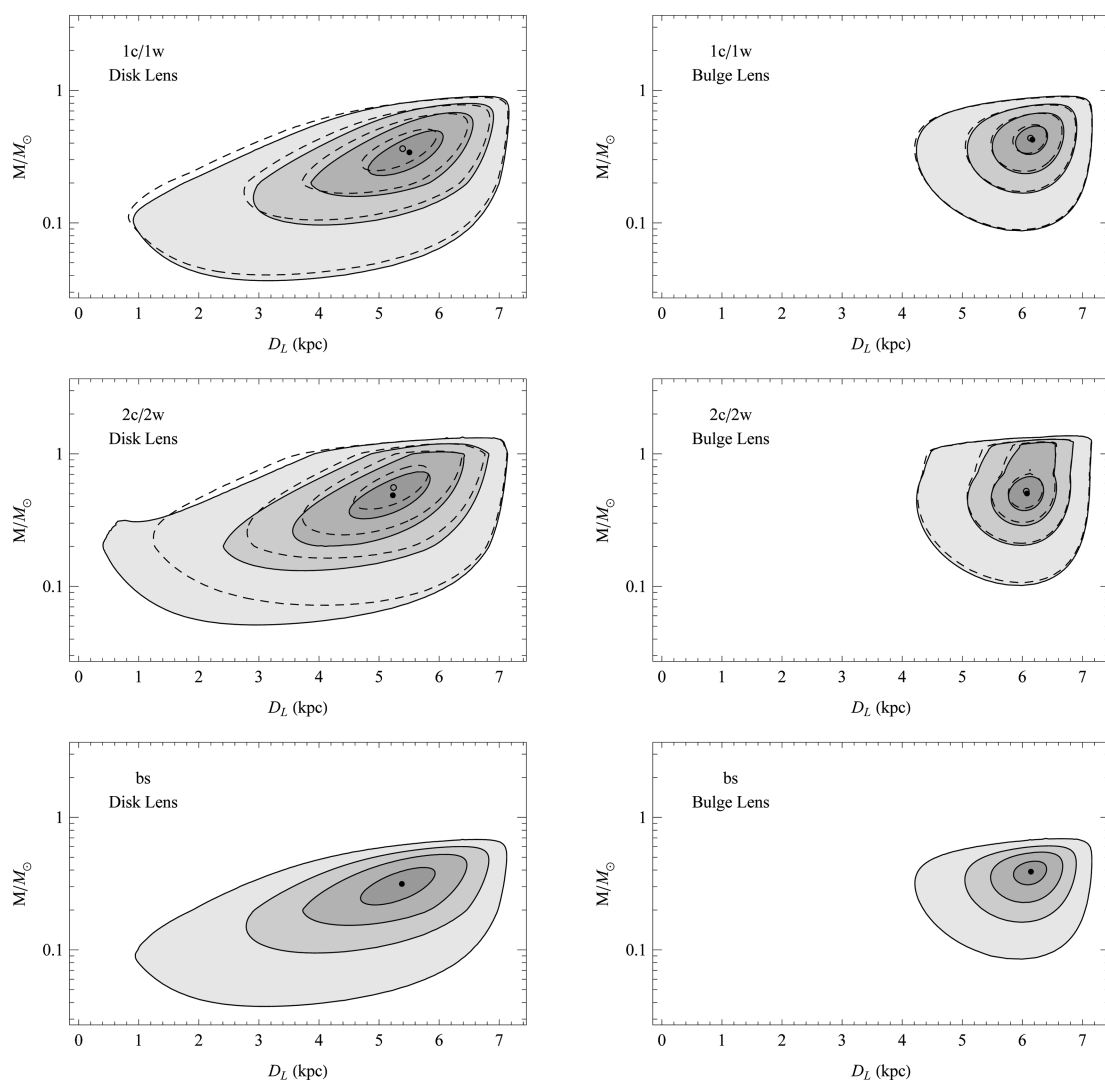 1c/1w
Disk Lens
M/M☉
1
0.1
0 1 2 3 4 5 6 7
D_L (kpc)
1c/1w
Bulge Lens
M/M☉
1
0.1
0 1 2 3 4 5 6 7
D_L (kpc)
2c/2w
Disk Lens
M/M☉
1
0.1
0 1 2 3 4 5 6 7
D_L (kpc)
2c/2w
Bulge Lens
M/M☉
1
0.1
0 1 2 3 4 5 6 7
D_L (kpc)
bs
Disk Lens
M/M☉
1
0.1
0 1 2 3 4 5 6 7
D_L (kpc)
bs
Bulge Lens
M/M☉
1
0.1
0 1 2 3 4 5 6 7
D_L (kpc)